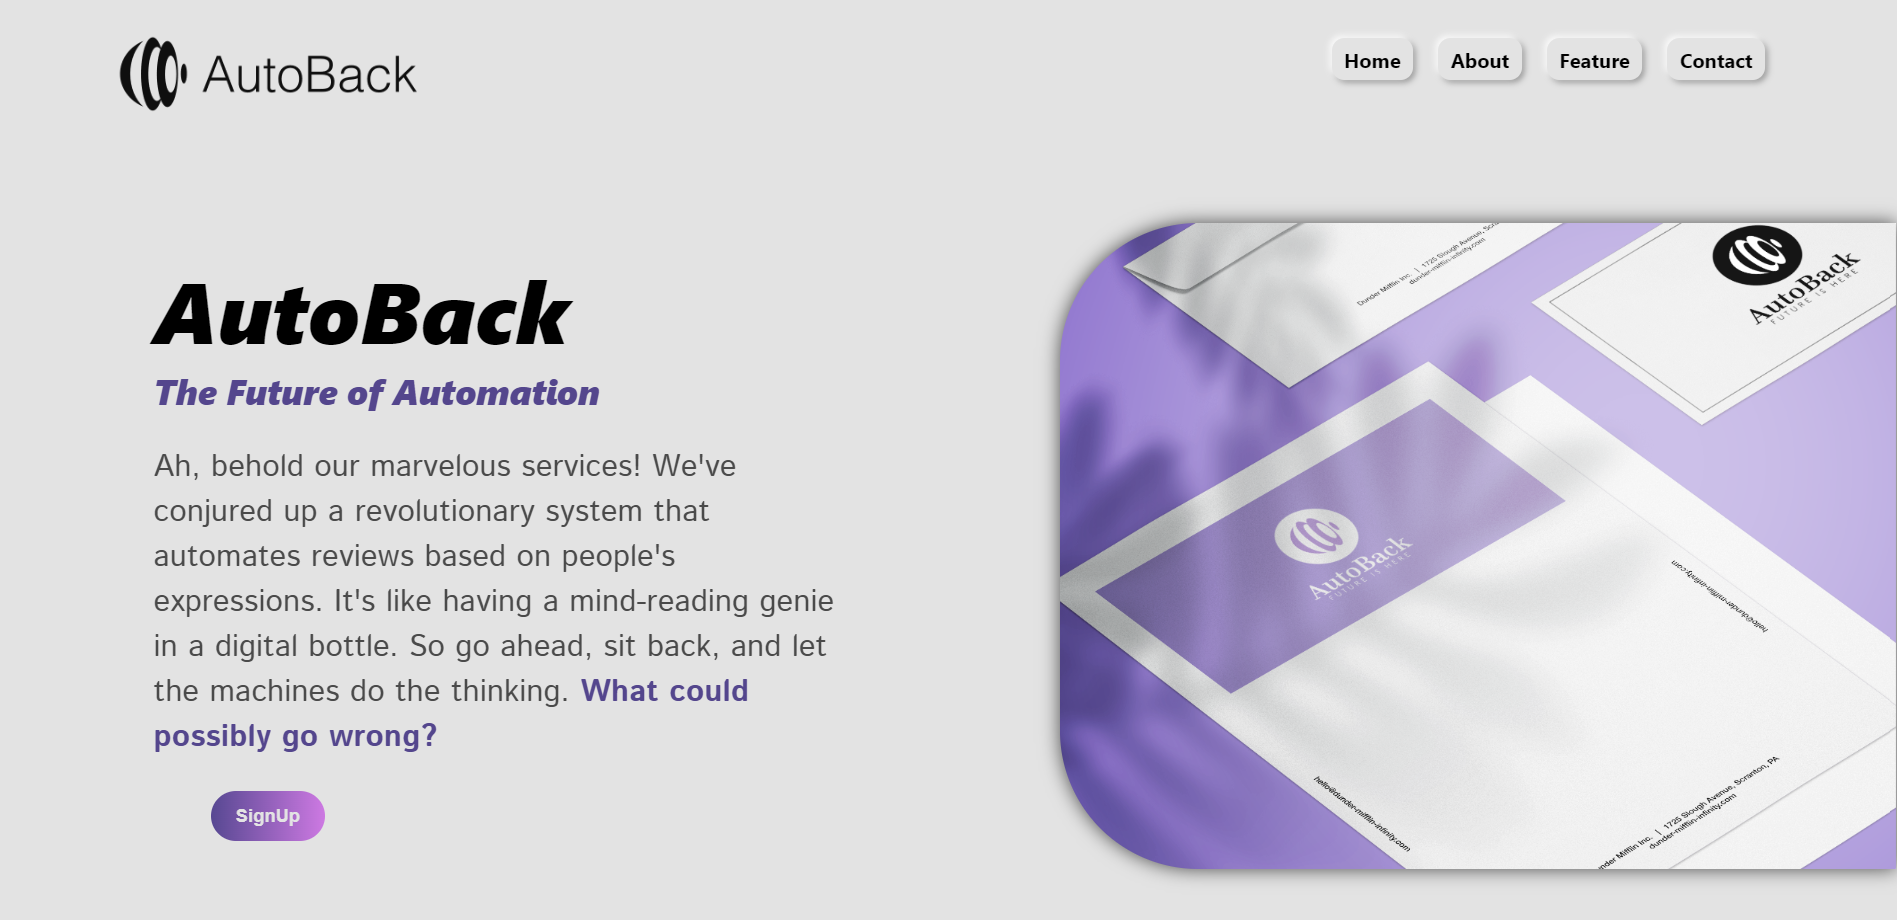 AutoBack
Home
About
Feature
Contact
AutoBack
The Future of Automation
Ah, behold our marvelous services! We've
conjured up a revolutionary system that
automates reviews based on people's
expressions. It's like having a mind-reading genie
in a digital bottle. So go ahead, sit back, and let
the machines do the thinking. What could
possibly go wrong?
SignUp
Dunder Mifflin Inc. | 1725 Slough Avenue,
dunder-mifflin-infinity.com
AutoBack
FUTURE IS HERE
AutoBack
FUTURE IS HERE
hello@dunder-mifflin-infinity-com
hello@dunder-mifflin-infinity.com
Mifflin Inc. | 1725 Slough Avenue, Scranton, PA
dunder-mifflin-infinity.com